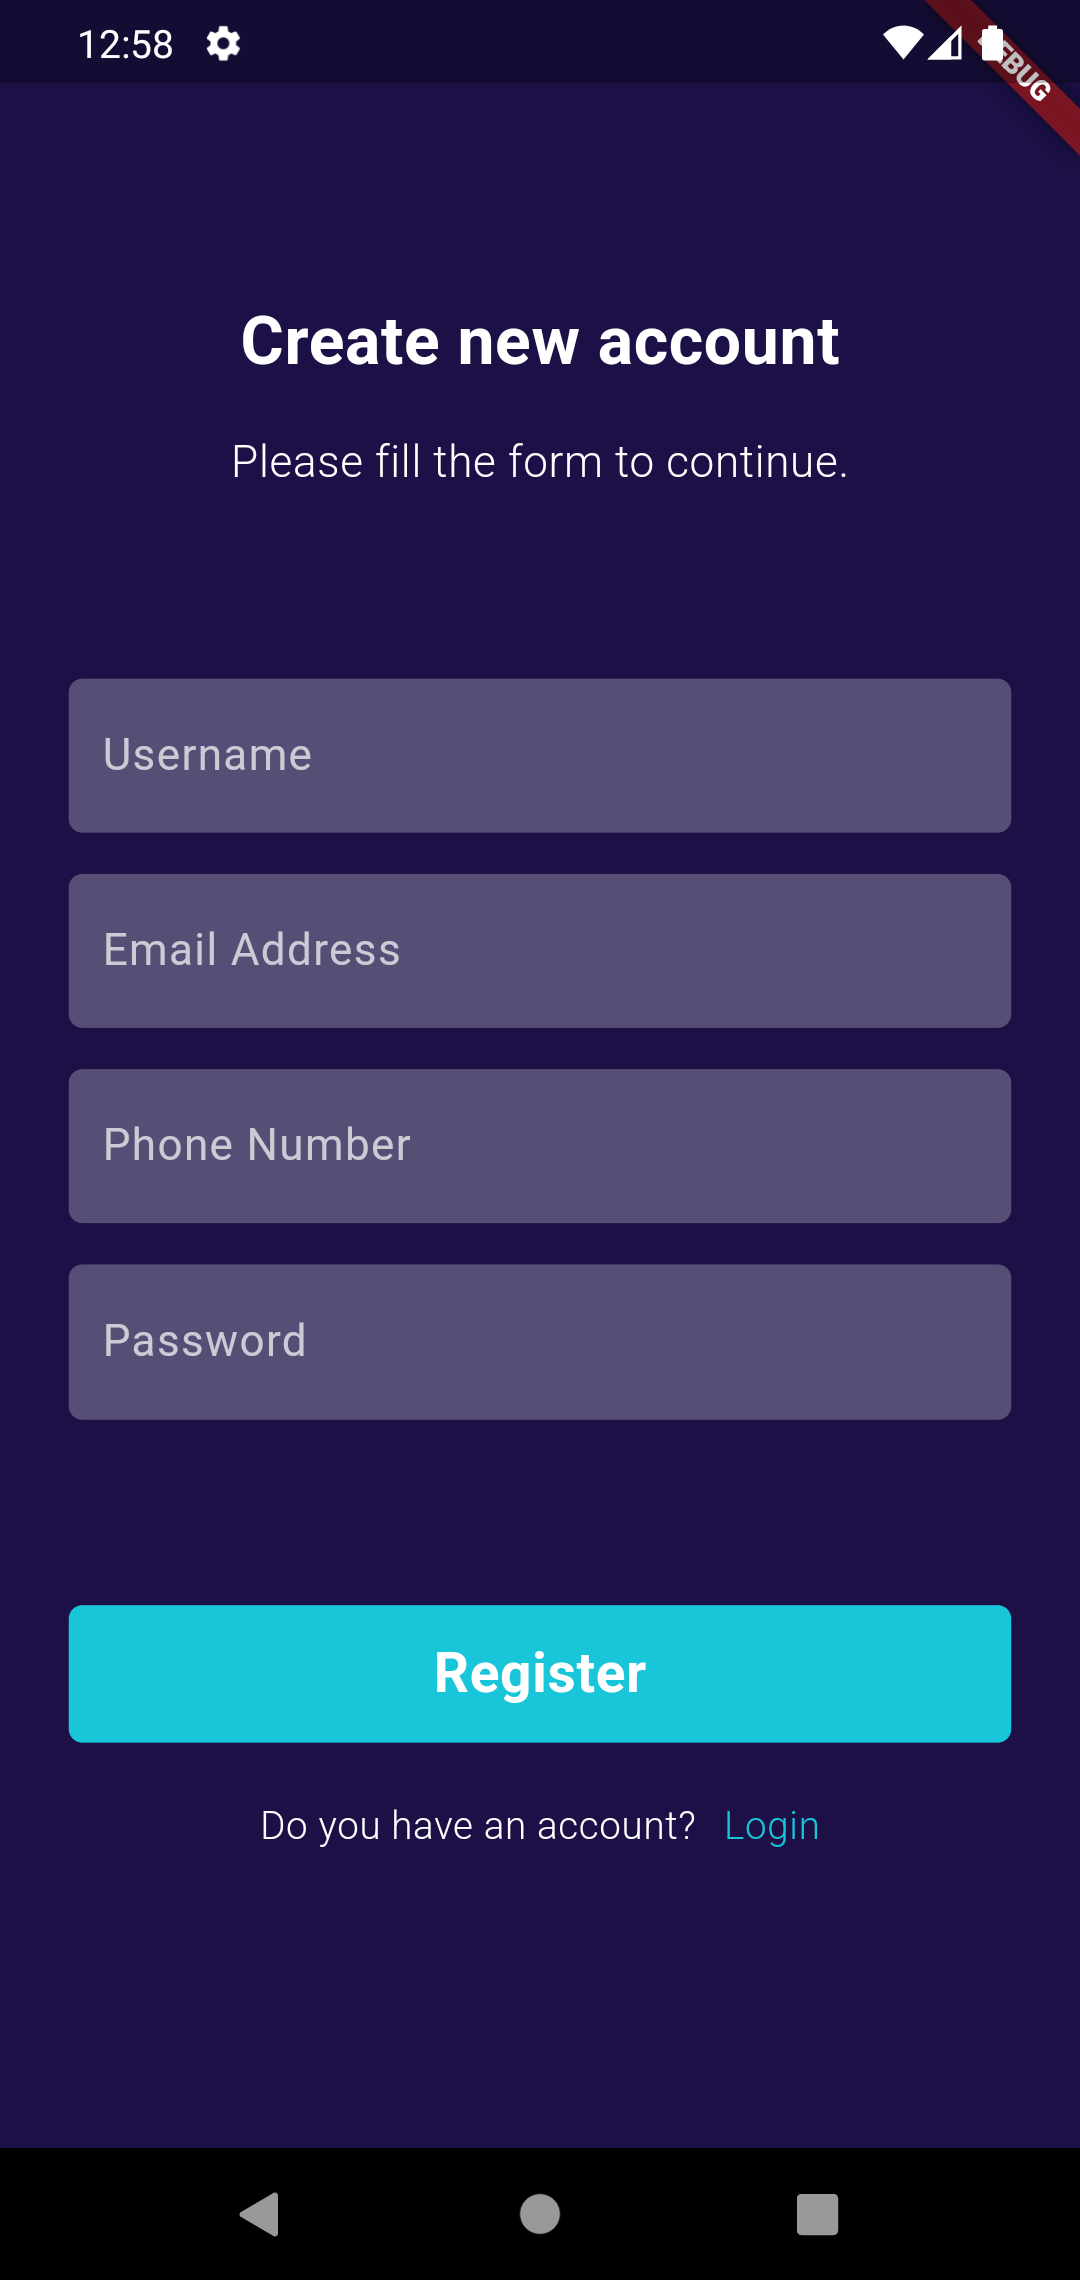 12:58
DEBUG
Create new account
Please fill the form to continue.
Username
Email Address
Phone Number
Password
Register
Do you have an account? Login